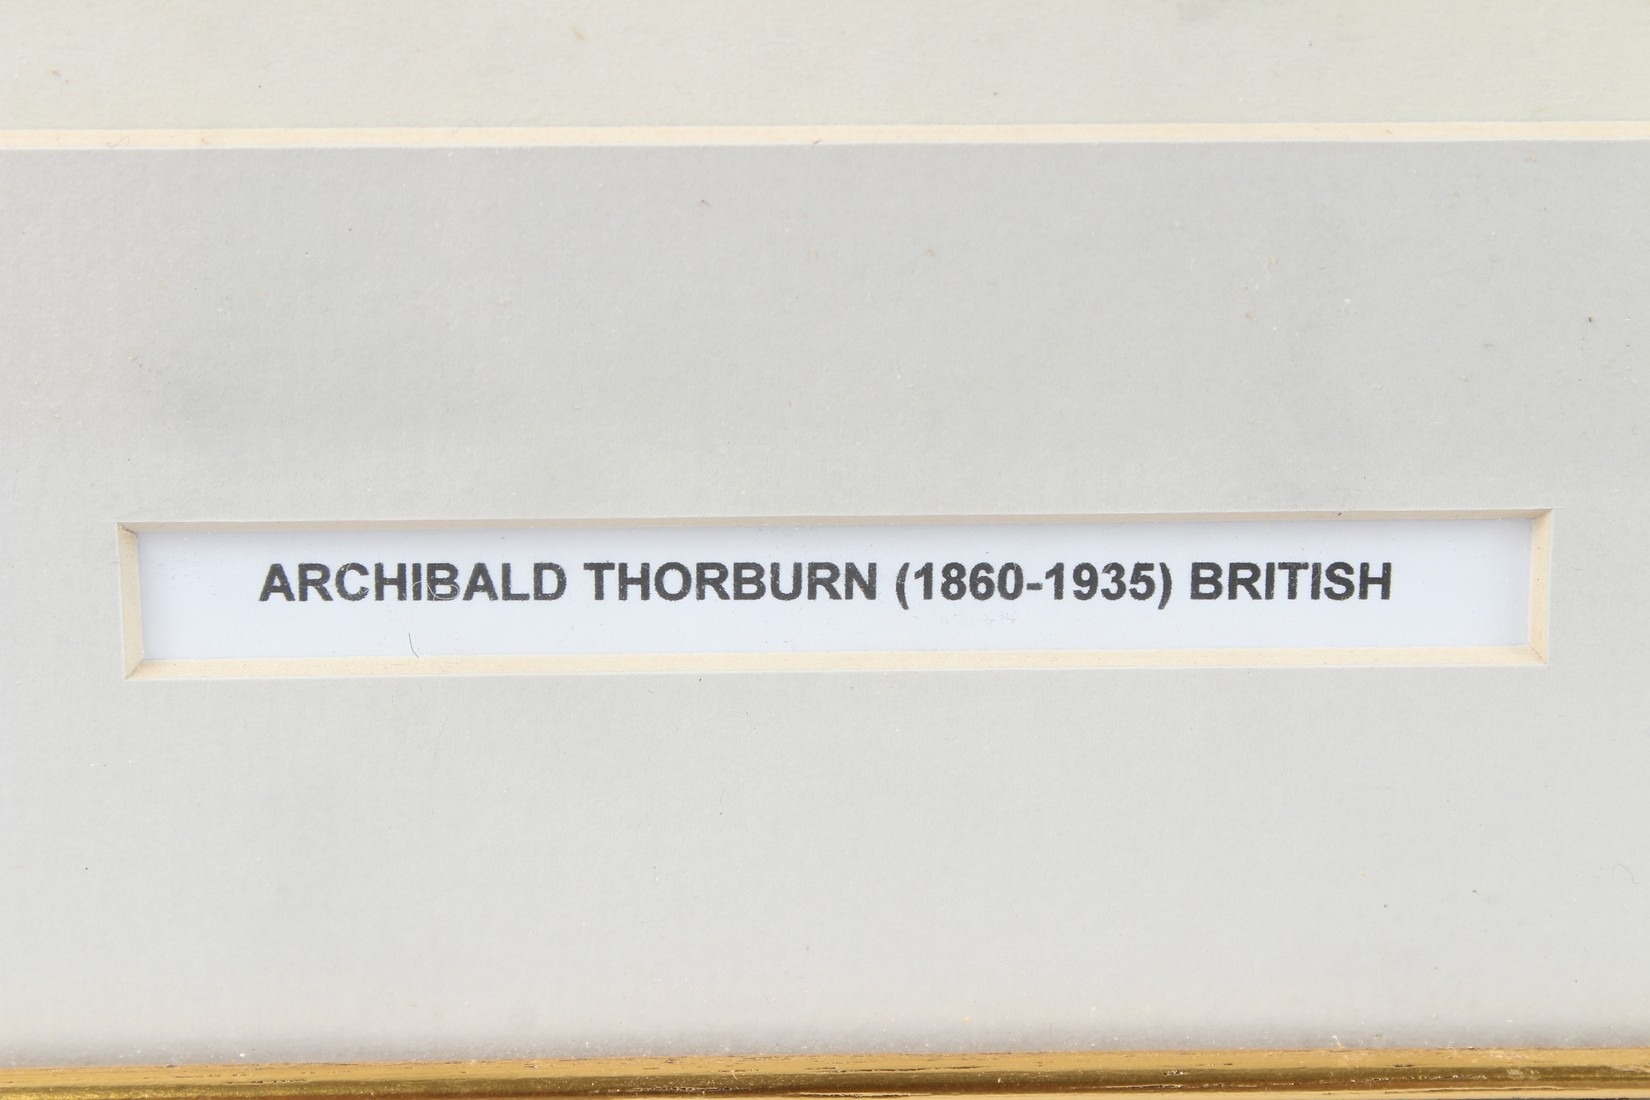 ARCHIBALD THORBURN (1860-1935) BRITISH